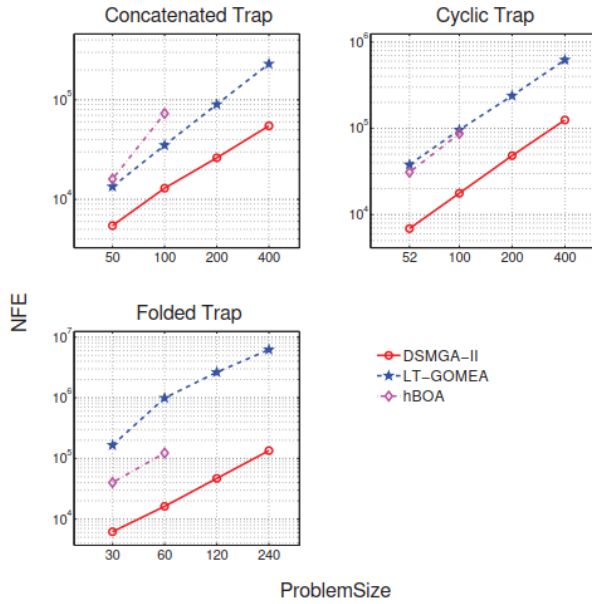 Concatenated Trap
10^5
10^4
50 100 200 400
Cyclic Trap
10^6
10^5
10^4
52 100 200 400
NFE
Folded Trap
10^7
10^6
10^5
10^4
30 60 120 240
DSMGA-II
LT-GOMEA
hBOA
ProblemSize